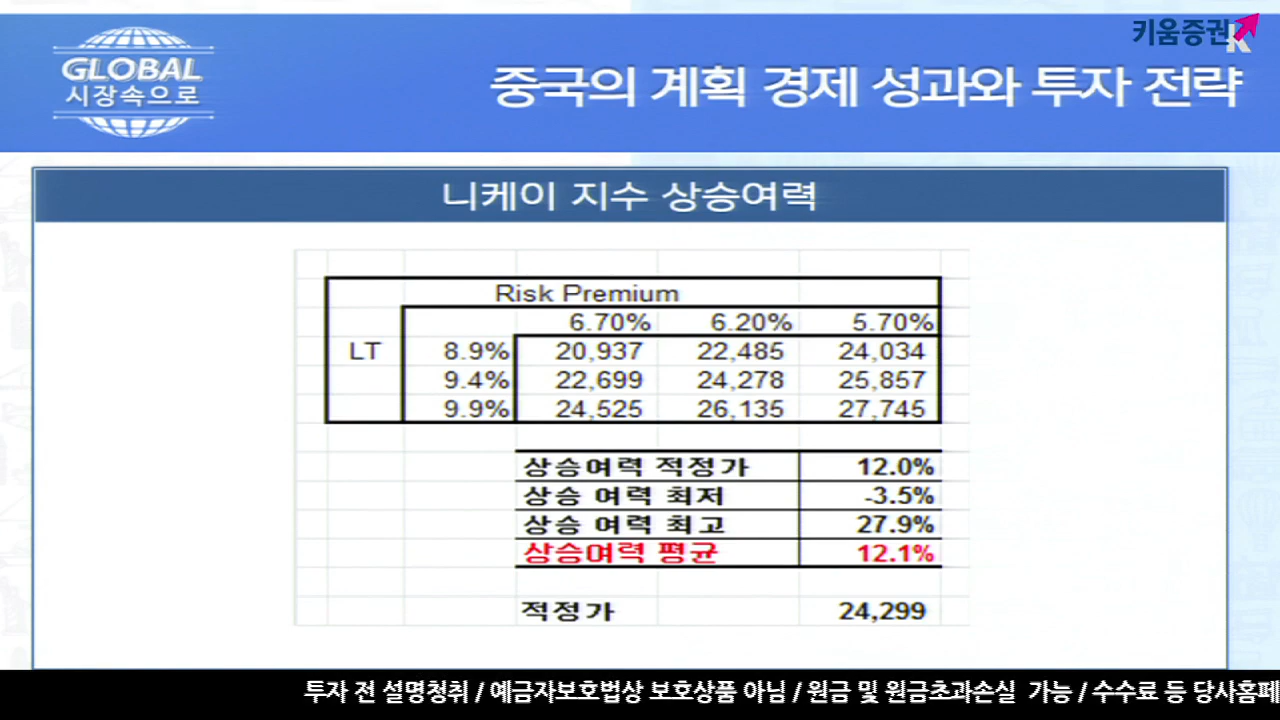 키움증권
GLOBAL
시장속으로
중국의 계획 경제 성과와 투자 전략
니케이 지수 상승여력
Risk Premium
6.70% 6.20% 5.70%
LT 8.9% 20,937 22,485 24,034
9.4% 22,699 24,278 25,857
9.9% 24,525 26,135 27,745
상승여력 적정가 12.0%
상승 여력 최저 -3.5%
상승 여력 최고 27.9%
상승여력 평균 12.1%
적정가 24,299
투자 전 설명청취 / 예금자보호법상 보호상품 아님 / 원금 및 원금초과손실 가능 / 수수료 등 당사홈페